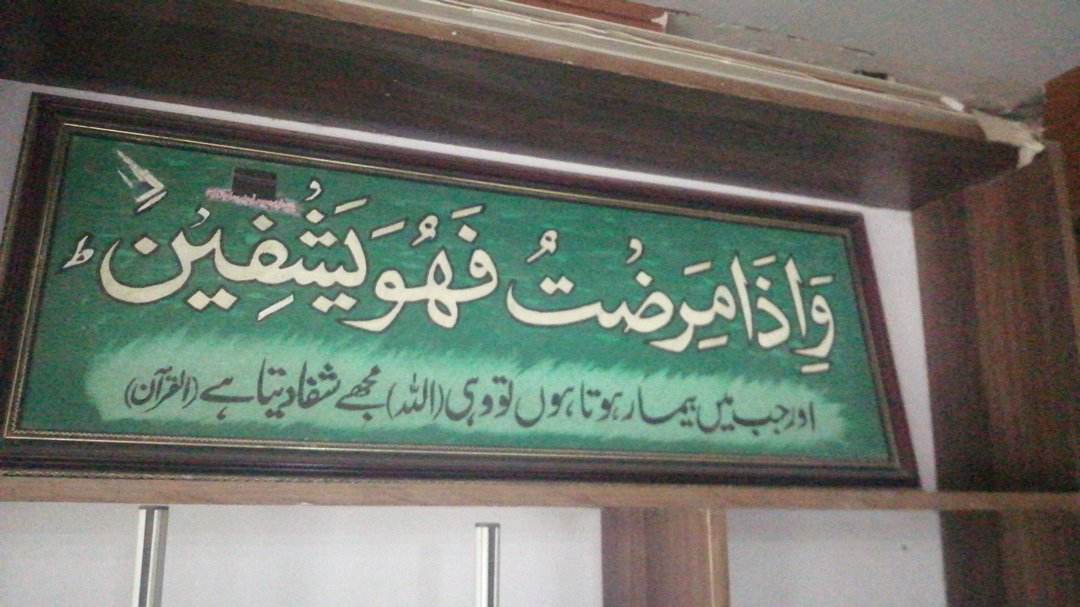 وَاِذَا مَرِضْتُ فَهُوَ يَشْفِيْنِ ط
اور جب میں بیمار ہوتا ہوں تو وہی (اللہ) مجھے شفا دیتا ہے (القرآن)